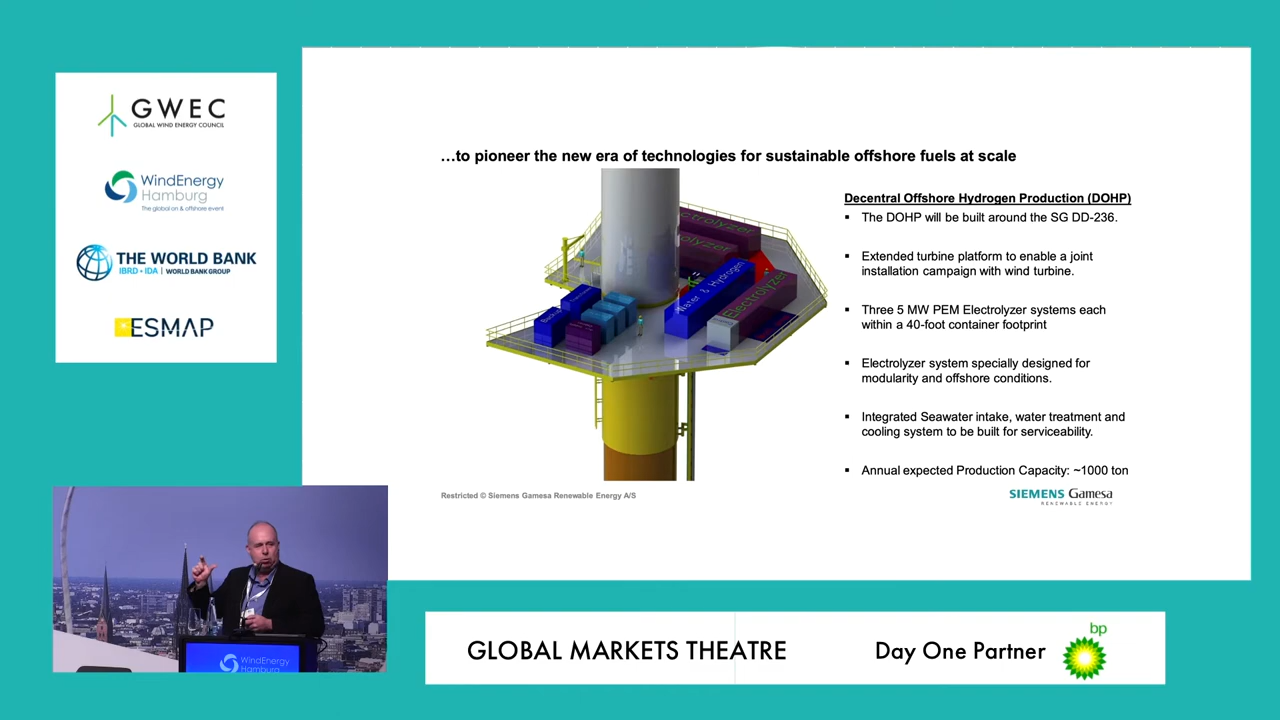 GWEC
GLOBAL WIND ENERGY COUNCIL
WindEnergy
Hamburg
The global on & offshore event
THE WORLD BANK
IBRD • IDA | WORLD BANK GROUP
ESMAP
…to pioneer the new era of technologies for sustainable offshore fuels at scale
Electrolyzer
Water & Hydrogen
Electrolyzer
Backup
Decentral Offshore Hydrogen Production (DOHP)
▪ The DOHP will be built around the SG DD-236.
▪ Extended turbine platform to enable a joint
installation campaign with wind turbine.
▪ Three 5 MW PEM Electrolyzer systems each
within a 40-foot container footprint
▪ Electrolyzer system specially designed for
modularity and offshore conditions.
▪ Integrated Seawater intake, water treatment and
cooling system to be built for serviceability.
▪ Annual expected Production Capacity: ~1000 ton
Restricted © Siemens Gamesa Renewable Energy A/S
SIEMENS Gamesa
RENEWABLE ENERGY
WindEnergy
Hamburg
GLOBAL MARKETS THEATRE
Day One Partner
bp